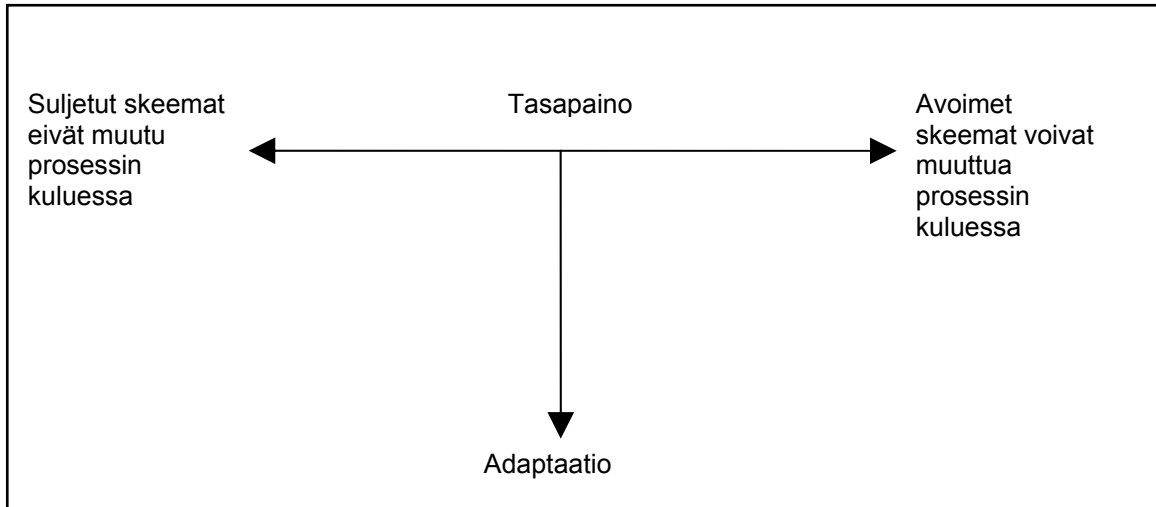 Suljetut skeemat
eivät muutu
prosessin
kuluessa
Tasapaino
Avoimet
skeemat voivat
muuttua
prosessin
kuluessa
Adaptaatio